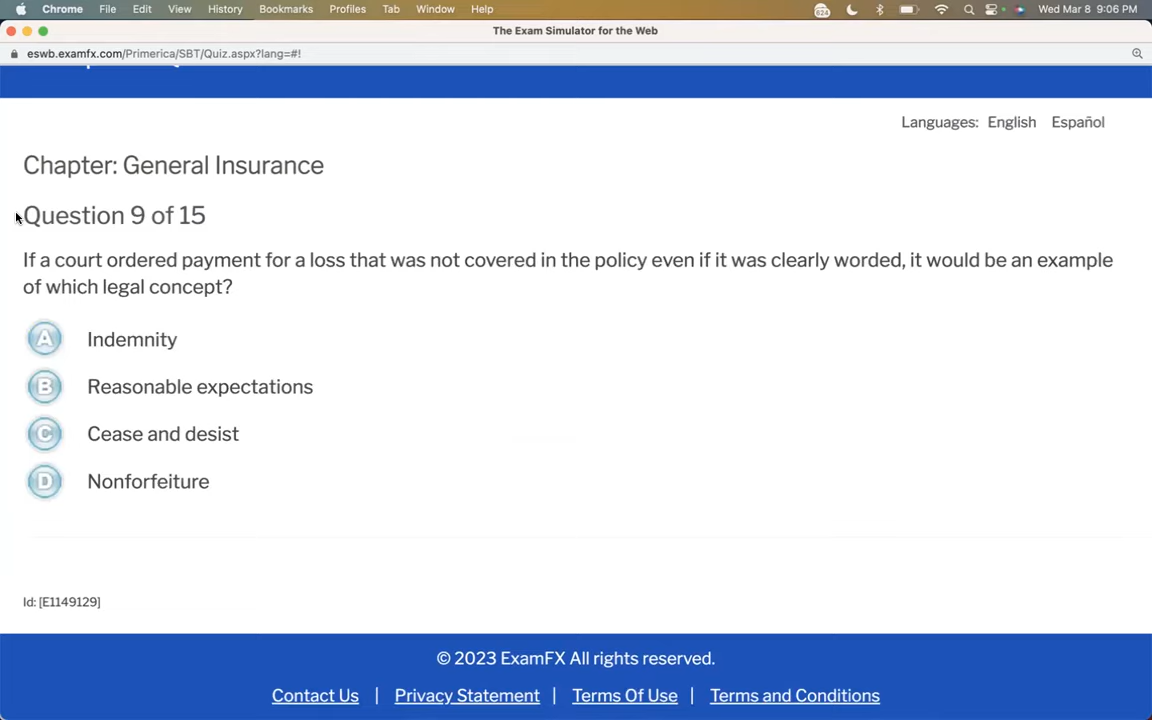 Chrome File Edit View History Bookmarks Profiles Tab Window Help 624 Wed Mar 8 9:06 PM
The Exam Simulator for the Web
eswb.examfx.com/Primerica/SBT/Quiz.aspx?lang=#!
Languages: English Español
Chapter: General Insurance
Question 9 of 15
If a court ordered payment for a loss that was not covered in the policy even if it was clearly worded, it would be an example
of which legal concept?
A Indemnity
B Reasonable expectations
C Cease and desist
D Nonforfeiture
Id: [E1149129]
© 2023 ExamFX All rights reserved.
Contact Us | Privacy Statement | Terms Of Use | Terms and Conditions